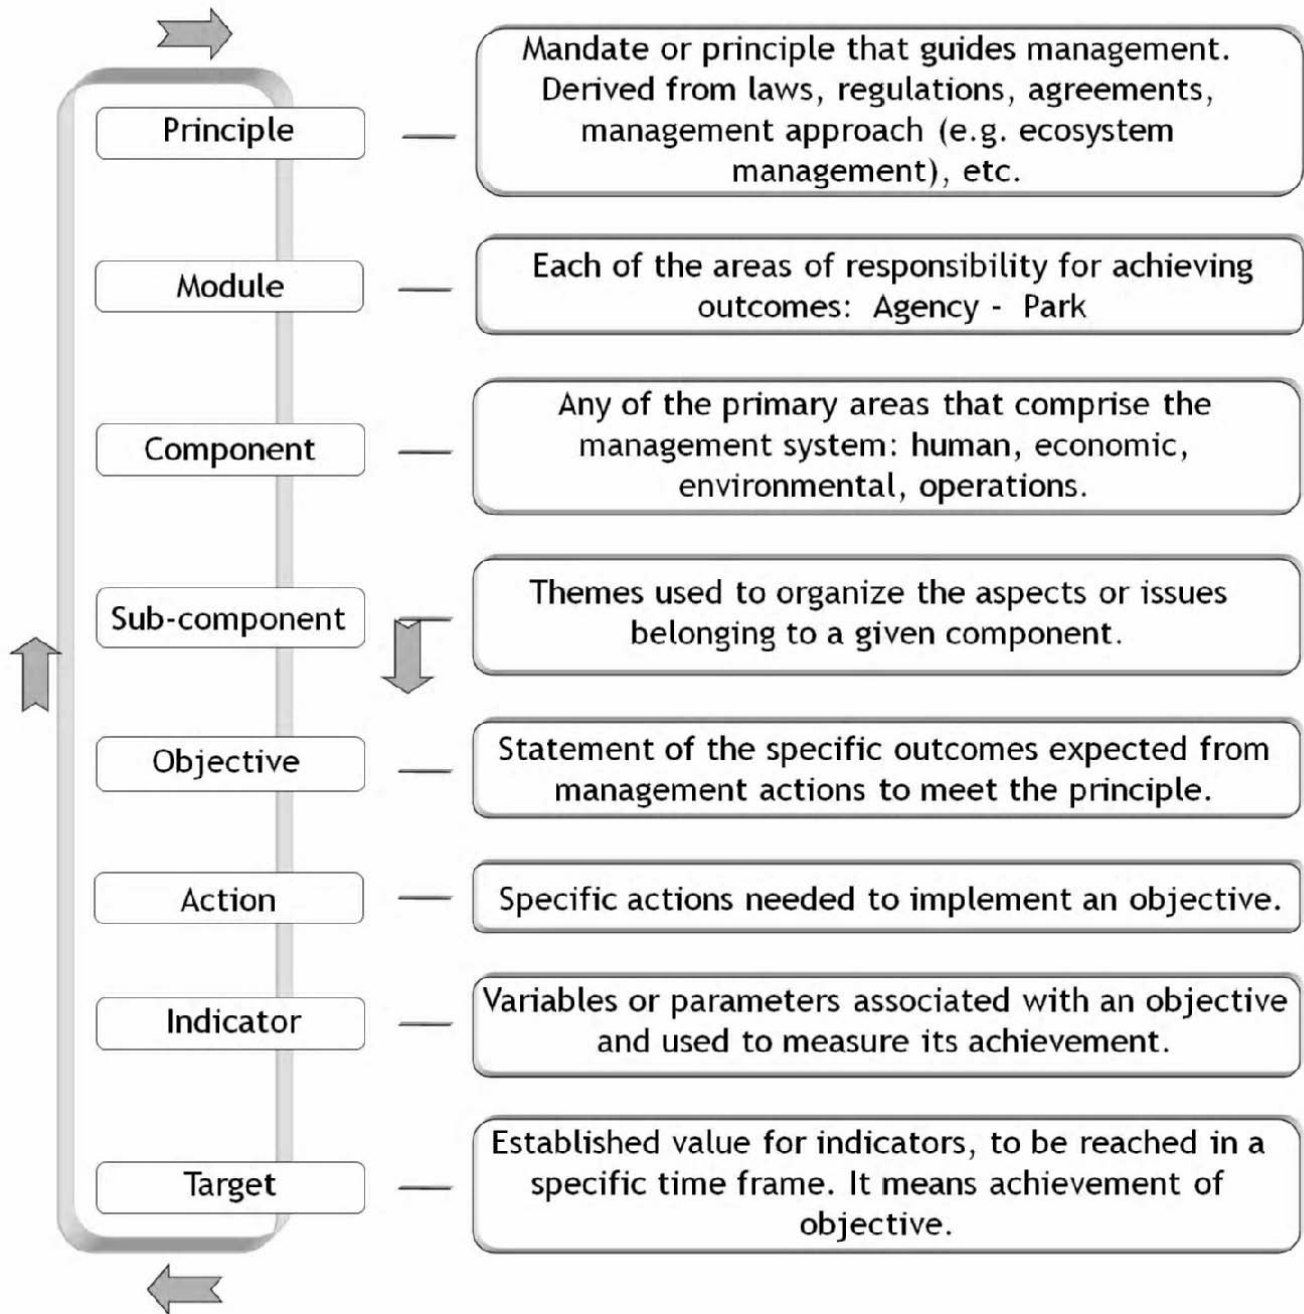 Principle
Mandate or principle that guides management.
Derived from laws, regulations, agreements,
management approach (e.g. ecosystem
management), etc.
Module
Each of the areas of responsibility for achieving
outcomes: Agency - Park
Component
Any of the primary areas that comprise the
management system: human, economic,
environmental, operations.
Sub-component
Themes used to organize the aspects or issues
belonging to a given component.
Objective
Statement of the specific outcomes expected from
management actions to meet the principle.
Action
Specific actions needed to implement an objective.
Indicator
Variables or parameters associated with an objective
and used to measure its achievement.
Target
Established value for indicators, to be reached in a
specific time frame. It means achievement of
objective.